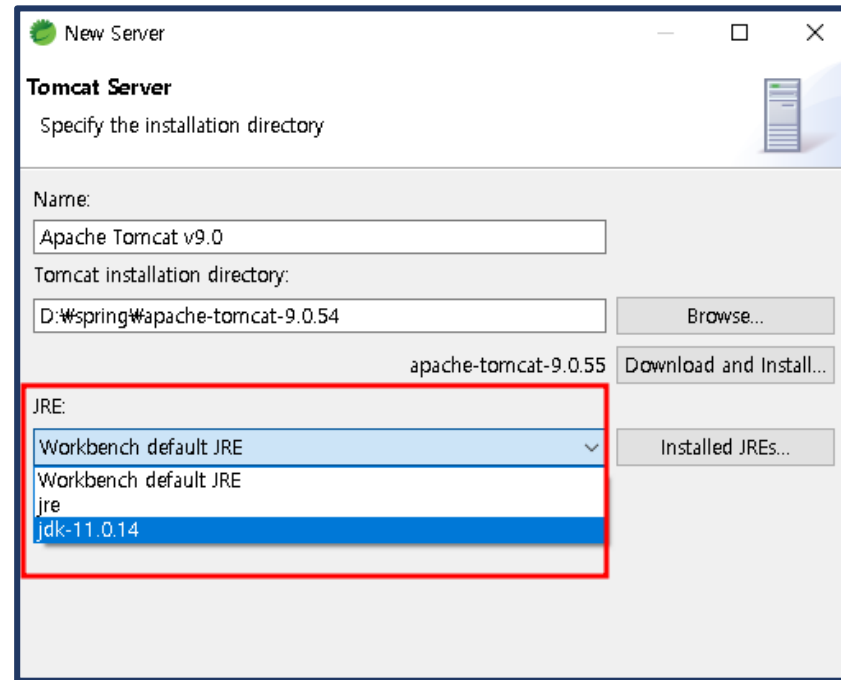 New Server
Tomcat Server
Specify the installation directory
Name:
Apache Tomcat v9.0
Tomcat installation directory:
D:₩spring₩apache-tomcat-9.0.54
Browse...
apache-tomcat-9.0.55
Download and Install...
JRE:
Workbench default JRE
Installed JREs...
Workbench default JRE
jre
jdk-11.0.14